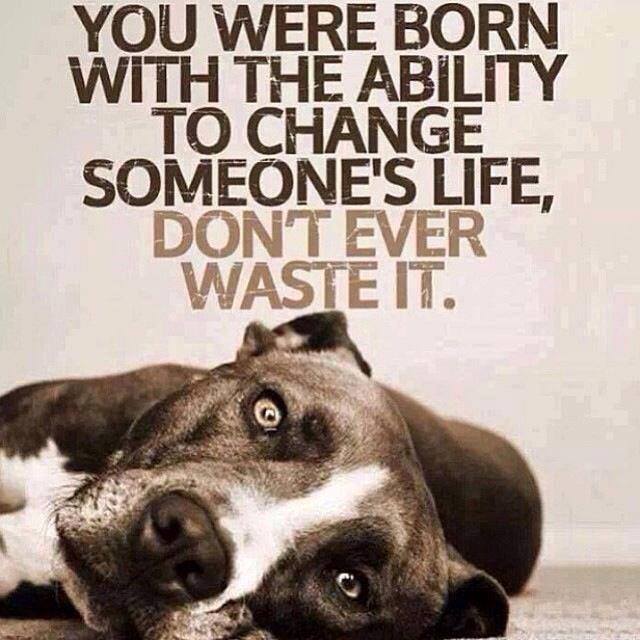 YOU WERE BORN
WITH THE ABILITY
TO CHANGE
SOMEONE'S LIFE,
DON'T EVER
WASTE IT.